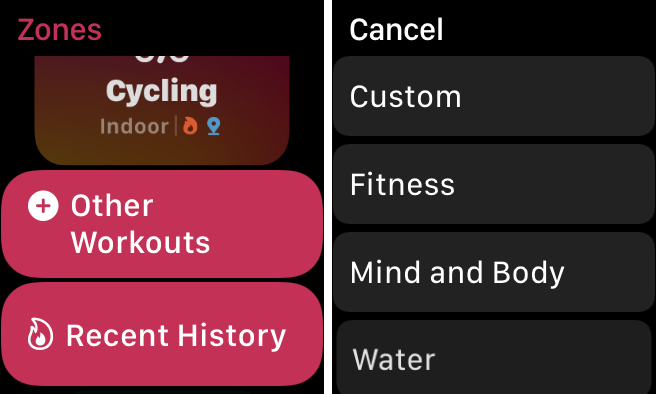 Zones
Cycling
Indoor
Other
Workouts
Recent History
Cancel
Custom
Fitness
Mind and Body
Water